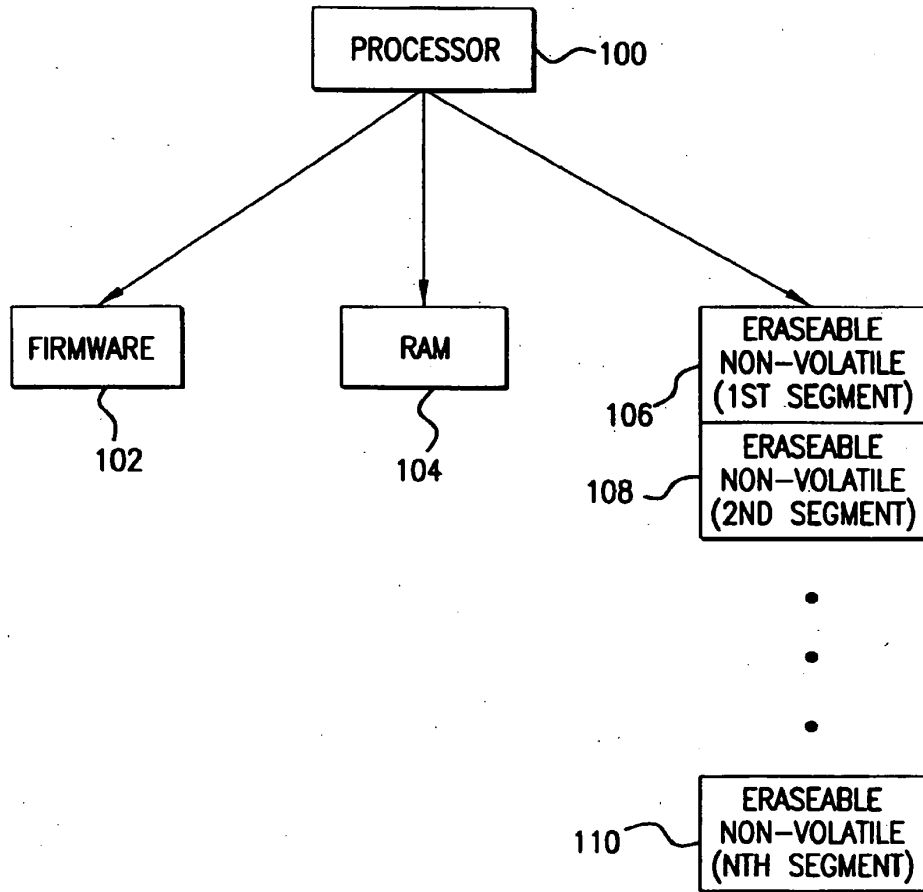 PROCESSOR
100
FIRMWARE
102
RAM
104
ERASEABLE
NON-VOLATILE
(1ST SEGMENT)
106
ERASEABLE
NON-VOLATILE
(2ND SEGMENT)
108
ERASEABLE
NON-VOLATILE
(NTH SEGMENT)
110